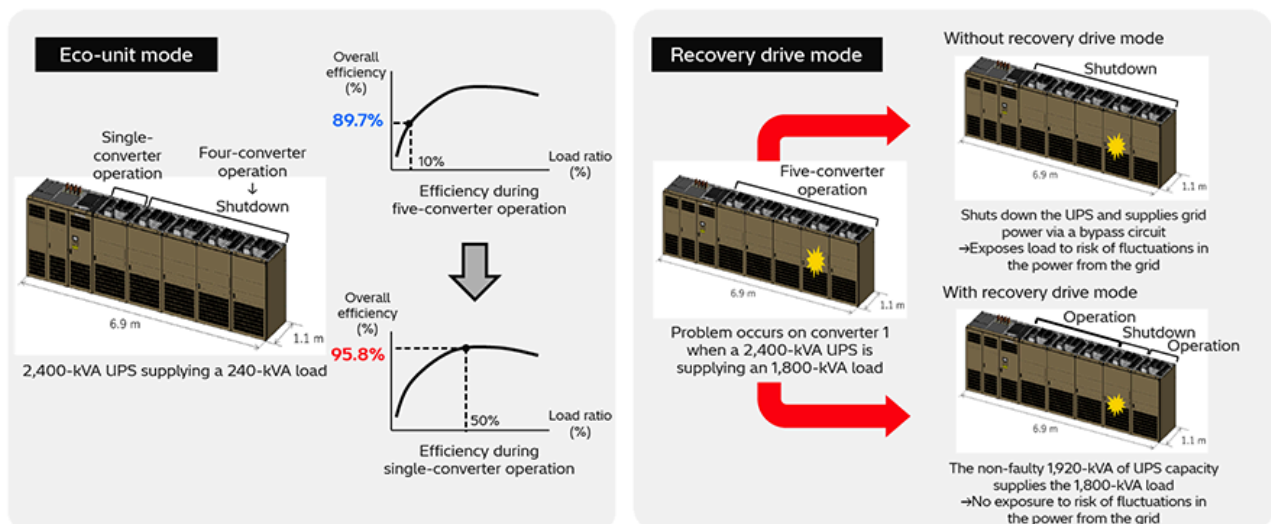 Eco-unit mode
Single-
converter
operation
Four-converter
operation
↓
Shutdown
6.9 m
1.1 m
2,400-kVA UPS supplying a 240-kVA load
Overall
efficiency
(%)
89.7%
10%
Load ratio
(%)
Efficiency during
five-converter operation
Overall
efficiency
(%)
95.8%
50%
Load ratio
(%)
Efficiency during
single-converter operation
Recovery drive mode
Five-converter
operation
6.9 m
1.1 m
Problem occurs on converter 1
when a 2,400-kVA UPS is
supplying an 1,800-kVA load
Without recovery drive mode
Shutdown
6.9 m
1.1 m
Shuts down the UPS and supplies grid
power via a bypass circuit
→Exposes load to risk of fluctuations in
the power from the grid
With recovery drive mode
Operation
Shutdown
Operation
6.9 m
1.1 m
The non-faulty 1,920-kVA of UPS capacity
supplies the 1,800-kVA load
→No exposure to risk of fluctuations in
the power from the grid